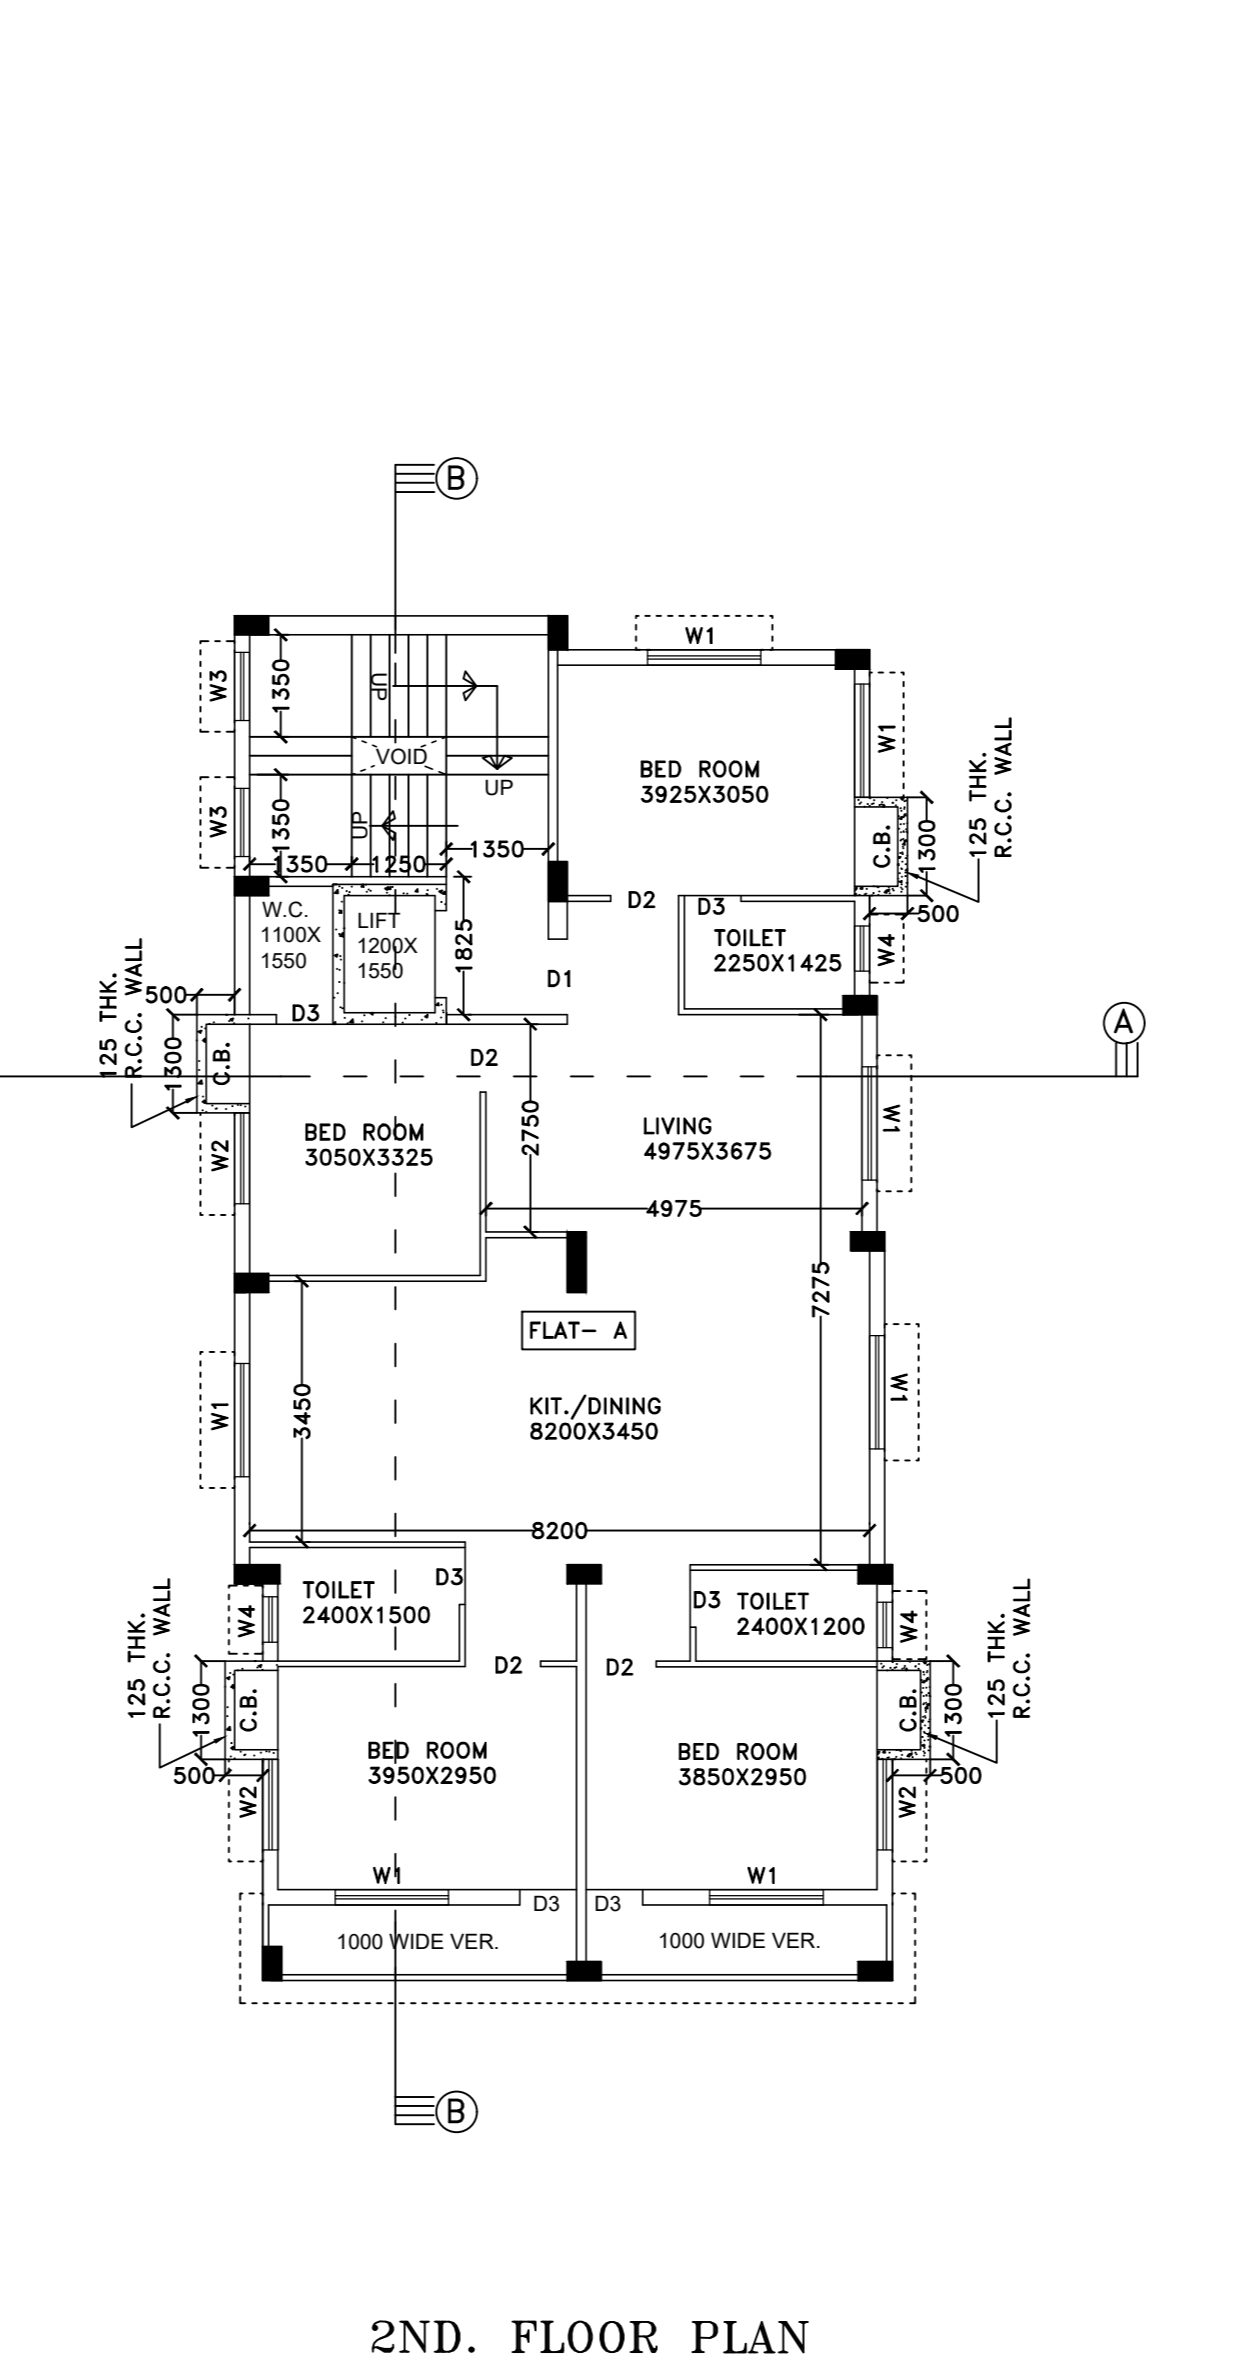 B
W1
W3
1350
UP
W1
VOID
BED ROOM
3925X3050
UP
125 THK.
R.C.C. WALL
W3
1350
UP
C.B.
1300
1350
1350
1250
D2
D3
500
W.C.
1100X
1550
LIFT
1200X
1550
1825
TOILET
2250X1425
W4
D1
125 THK.
R.C.C. WALL
500
D3
A
1300
C.B.
D2
W2
BED ROOM
3050X3325
2750
LIVING
4975X3675
W1
4975
7275
FLAT- A
W1
3450
KIT./DINING
8200X3450
W1
8200
D3
TOILET
2400X1500
D3
TOILET
2400X1200
W4
W4
125 THK.
R.C.C. WALL
125 THK.
R.C.C. WALL
D2
D2
1300
C.B.
C.B.
1300
BED ROOM
3950X2950
BED ROOM
3850X2950
500
500
W2
W2
W1
W1
D3
D3
1000 WIDE VER.
1000 WIDE VER.
B
2ND. FLOOR PLAN